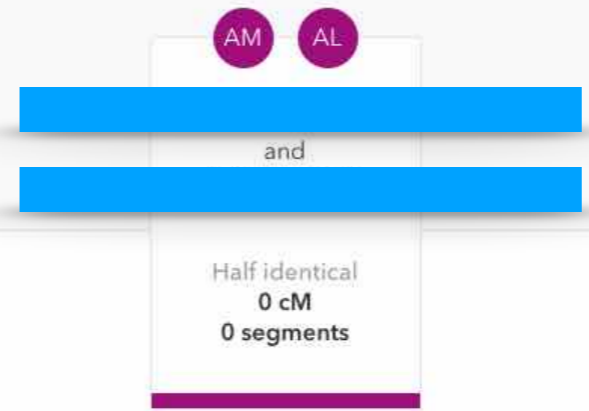 AM AL
and
Half identical
0 cM
0 segments